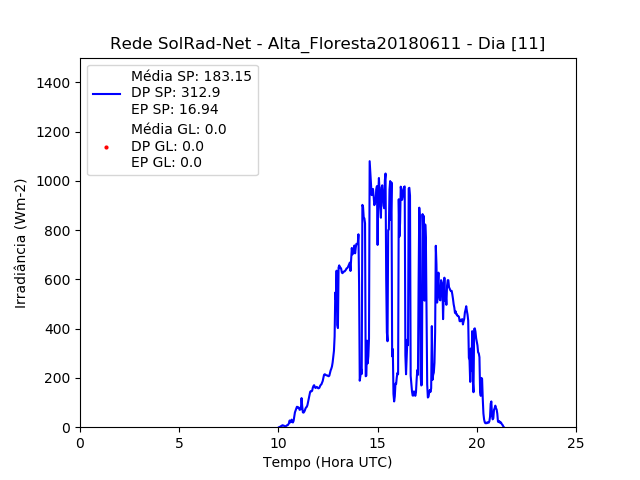 Rede SolRad-Net - Alta_Floresta20180611 - Dia [11]
Média SP: 183.15
DP SP: 312.9
EP SP: 16.94
Média GL: 0.0
DP GL: 0.0
EP GL: 0.0
Irradiância (Wm-2)
1400
1200
1000
800
600
400
200
0
0 5 10 15 20 25
Tempo (Hora UTC)